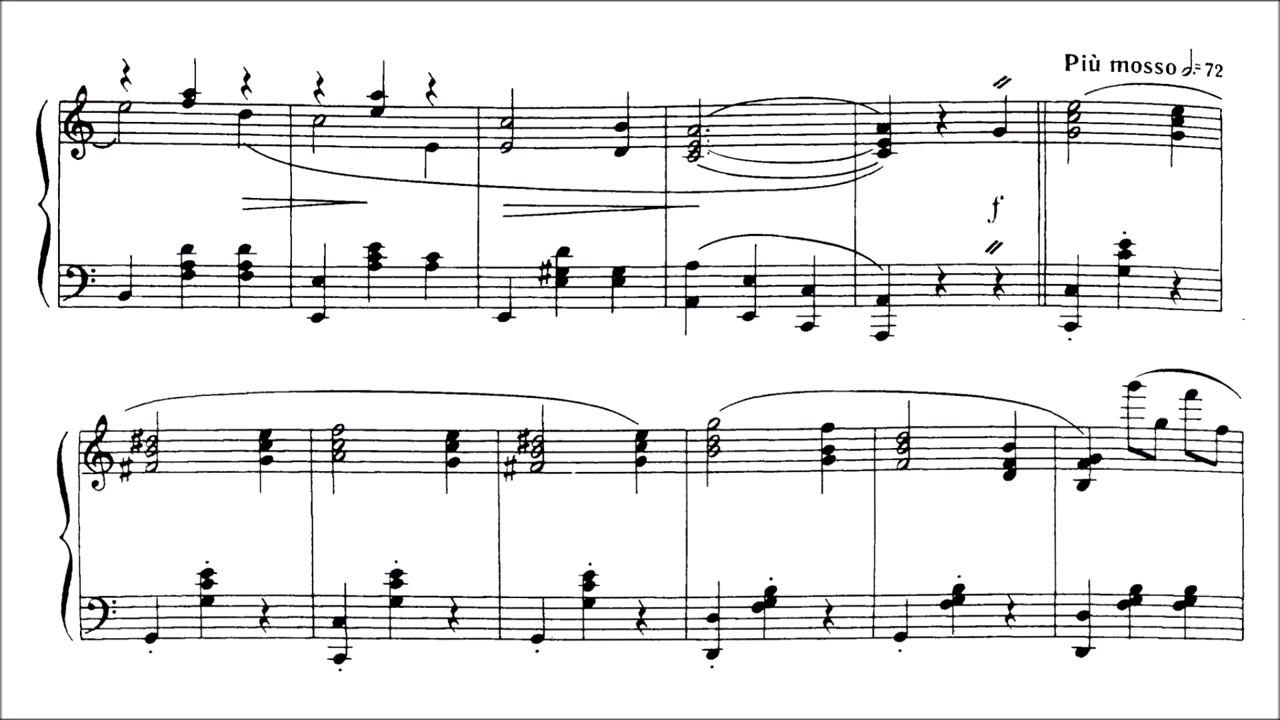 Più mosso 𝅗𝅥. = 72
f